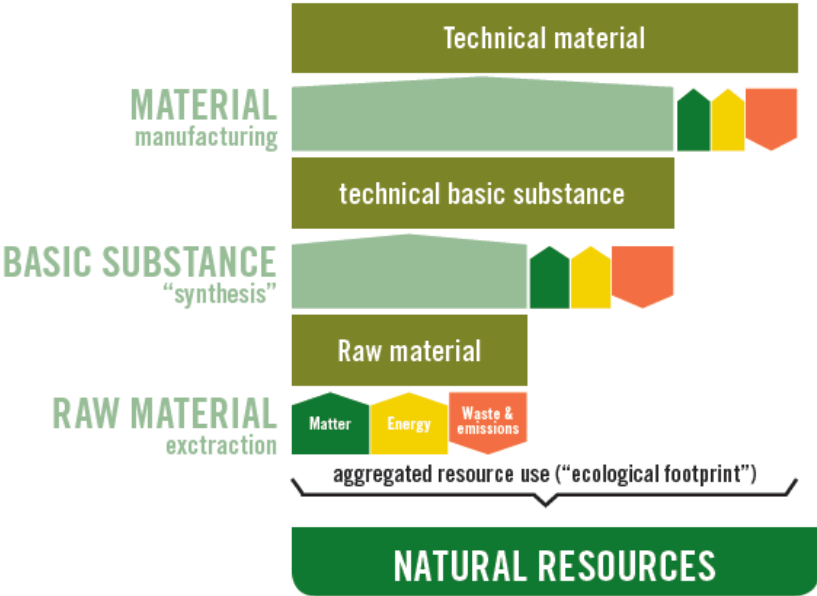 Technical material
MATERIAL
manufacturing
technical basic substance
BASIC SUBSTANCE
“synthesis”
Raw material
RAW MATERIAL
exctraction
Matter
Energy
Waste &
emissions
aggregated resource use (“ecological footprint”)
NATURAL RESOURCES